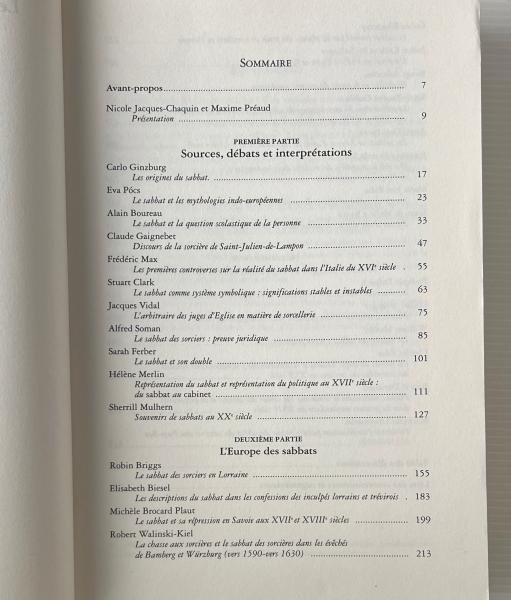 SOMMAIRE
Avant-propos........ 7
Nicole Jacques-Chaquin et Maxime Préaud
Présentation ........ 9
PREMIÈRE PARTIE
Sources, débats et interprétations
Carlo Ginzburg
Les origines du sabbat. ........ 17
Eva Pócs
Le sabbat et les mythologies indo-européennes ........ 23
Alain Boureau
Le sabbat et la question scolastique de la personne ........ 33
Claude Gaignebet
Discours de la sorcière de Saint-Julien-de-Lampon ........ 47
Frédéric Max
Les premières controverses sur la réalité du sabbat dans l'Italie du XVIe siècle . 55
Stuart Clark
Le sabbat comme système symbolique : significations stables et instables ........ 63
Jacques Vidal
L'arbitraire des juges d'Eglise en matière de sorcellerie ........ 75
Alfred Soman
Le sabbat des sorciers : preuve juridique ........ 85
Sarah Ferber
Le sabbat et son double ........ 101
Hélène Merlin
Représentation du sabbat et représentation du politique au XVIIe siècle :
du sabbat au cabinet ........ 111
Sherrill Mulhern
Souvenirs de sabbats au XXe siècle ........ 127
DEUXIÈME PARTIE
L'Europe des sabbats
Robin Briggs
Le sabbat des sorciers en Lorraine ........ 155
Elisabeth Biesel
Les descriptions du sabbat dans les confessions des inculpés lorrains et trévirois . 183
Michèle Brocard Plaut
Le sabbat et sa répression en Savoie aux XVIIe et XVIIIe siècles ........ 199
Robert Walinski-Kiel
La chasse aux sorcières et le sabbat des sorcières dans les évêchés
de Bamberg et Würzburg (vers 1590-vers 1630) ........ 213